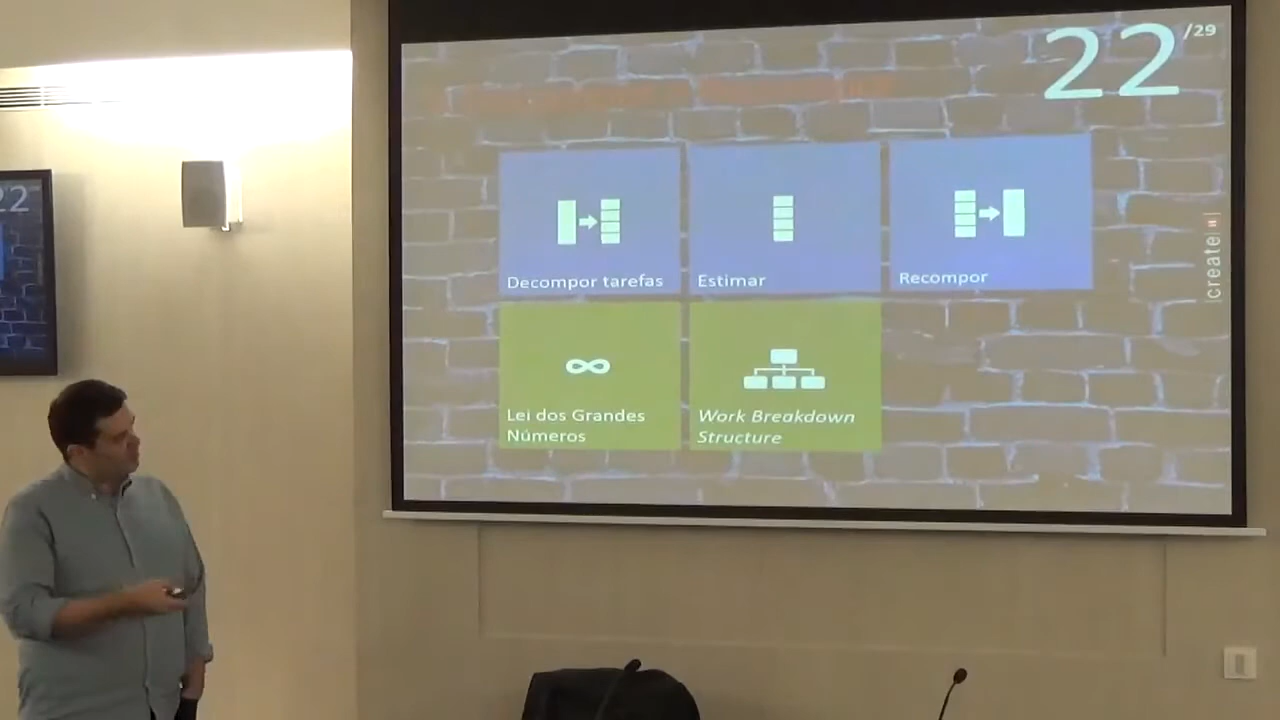 22
/29
Decompor tarefas
Estimar
Recompor
Lei dos Grandes
Números
Work Breakdown
Structure
create
22